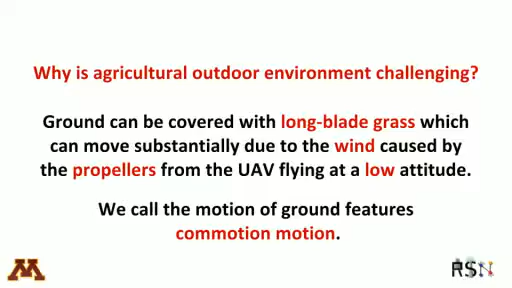 Why is agricultural outdoor environment challenging?
Ground can be covered with long-blade grass which
can move substantially due to the wind caused by
the propellers from the UAV flying at a low attitude.
We call the motion of ground features
commotion motion.
M
RSN